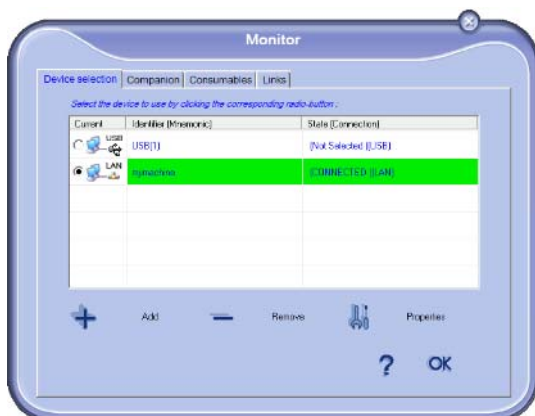 Monitor
Device selection Companion Consumables Links
Select the device to use by clicking the corresponding radio-button :
Current Identifier (Mnemonic) State (Connection)
USB USB(1) (Not Selected )(USB)
LAN mymachine (CONNECTED )(LAN)
Add Remove Properties
? OK